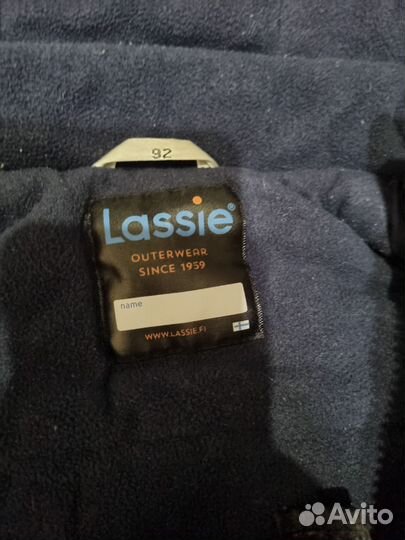 92
Lassie®
OUTERWEAR
SINCE 1959
name
WWW.LASSIE.FI
Avito